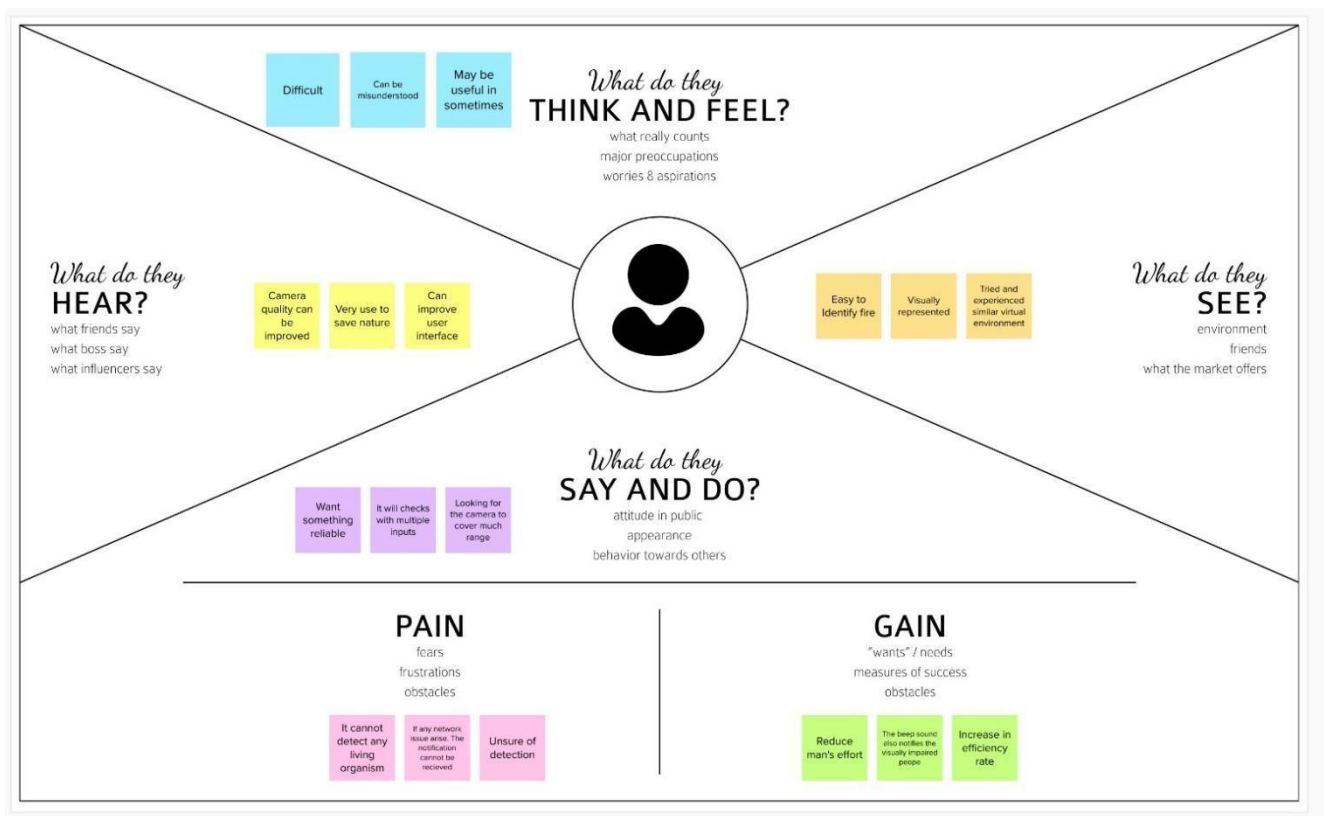 Difficult
Can be
misunderstood
May be
useful in
sometimes
What do they
THINK AND FEEL?
what really counts
major preoccupations
worries & aspirations
What do they
HEAR?
what friends say
what boss say
what influencers say
Camera
quality can
be
improved
Very use to
save nature
Can
improve
user
interface
Easy to
Identify fire
Visually
represented
Tried and
experienced
similar virtual
environment
What do they
SEE?
environment
friends
what the market offers
What do they
SAY AND DO?
attitude in public
appearance
behavior towards others
Want
something
reliable
It will checks
with multiple
inputs
Looking for
the camera to
cover much
range
PAIN
fears
frustrations
obstacles
It cannot
detect any
living
organism
If any network
issue arise. The
notification
cannot be
recieved
Unsure of
detection
GAIN
"wants" / needs
measures of success
obstacles
Reduce
man's effort
The beep sound
also notifies the
visually impaired
peope
Increase in
efficiency
rate